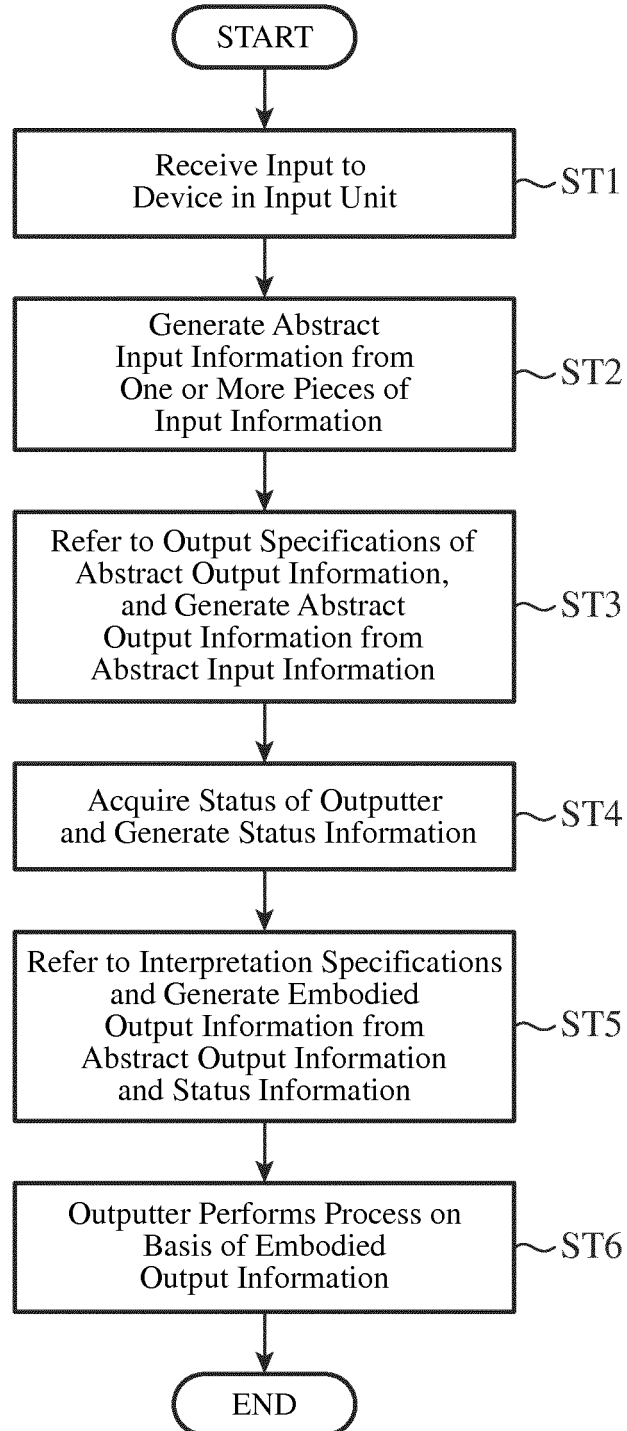 START
Receive Input to
Device in Input Unit
ST1
Generate Abstract
Input Information from
One or More Pieces of
Input Information
ST2
Refer to Output Specifications of
Abstract Output Information,
and Generate Abstract
Output Information from
Abstract Input Information
ST3
Acquire Status of Outputter
and Generate Status Information
ST4
Refer to Interpretation Specifications
and Generate Embodied
Output Information from
Abstract Output Information
and Status Information
ST5
Outputter Performs Process on
Basis of Embodied
Output Information
ST6
END